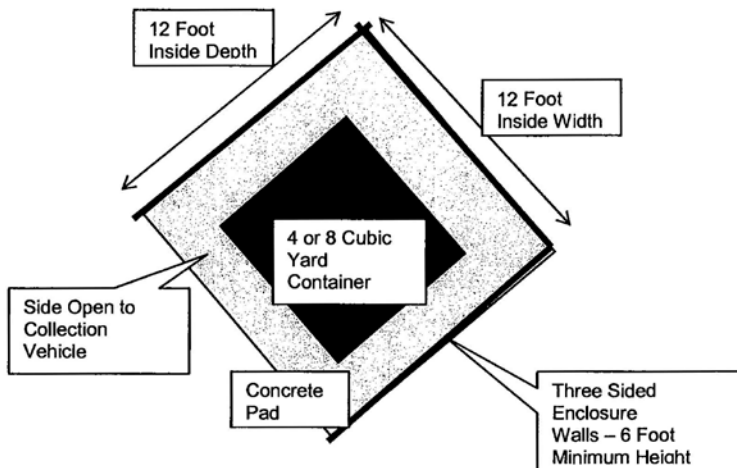 12 Foot
Inside Depth
12 Foot
Inside Width
4 or 8 Cubic
Yard
Container
Side Open to
Collection
Vehicle
Concrete
Pad
Three Sided
Enclosure
Walls – 6 Foot
Minimum Height